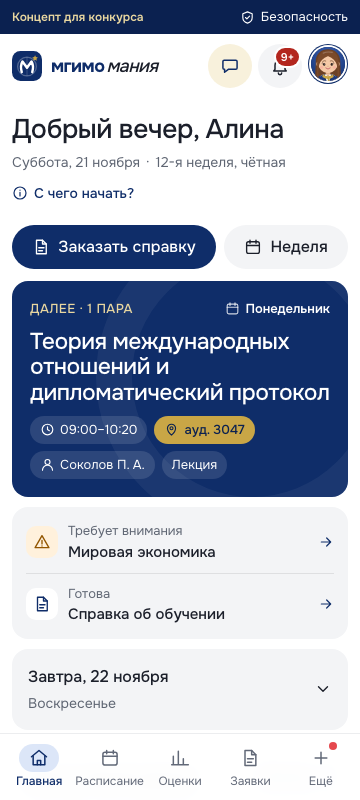 Концепт для конкурса
Безопасность
М
МГИМО мания
9+
Добрый вечер, Алина
Суббота, 21 ноября · 12-я неделя, чётная
С чего начать?
Заказать справку
Неделя
ДАЛЕЕ · 1 ПАРА
Понедельник
Теория международных
отношений и
дипломатический протокол
09:00–10:20
ауд. 3047
Соколов П. А.
Лекция
Требует внимания
Мировая экономика
Готова
Справка об обучении
Завтра, 22 ноября
Воскресенье
Главная
Расписание
Оценки
Заявки
Ещё